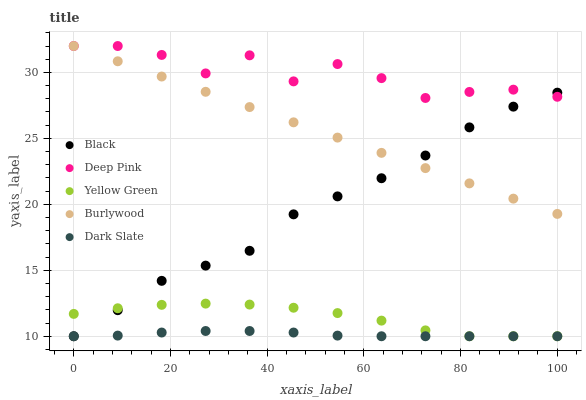 title
yaxis_label
30
25
20
15
10
Black
Deep Pink
Yellow Green
Burlywood
Dark Slate
0
20
40
60
80
100
xaxis_label